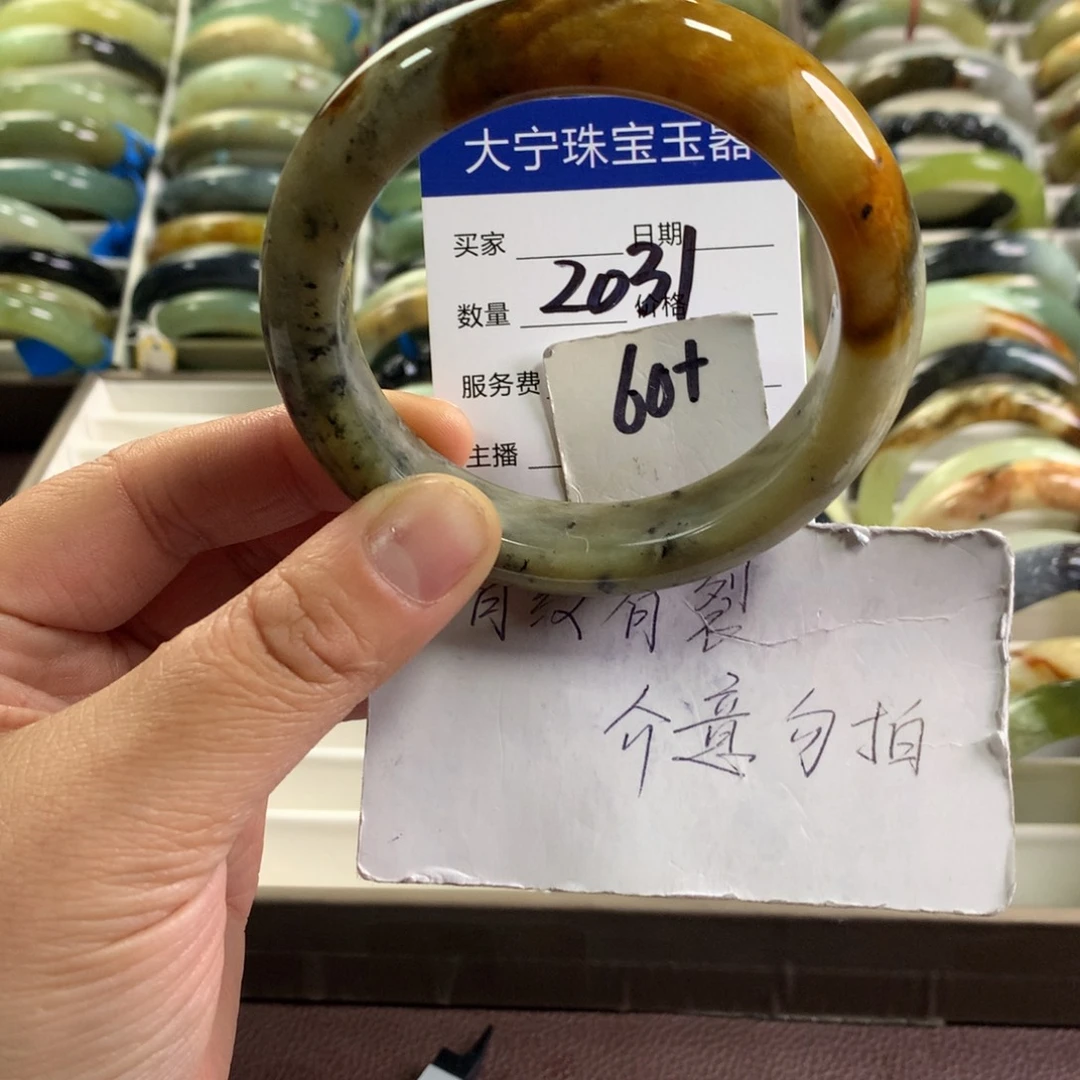 大宁珠宝玉器
买家 日期
2031
数量 价格
60+
服务费
主播
有纹有裂
介意勿拍